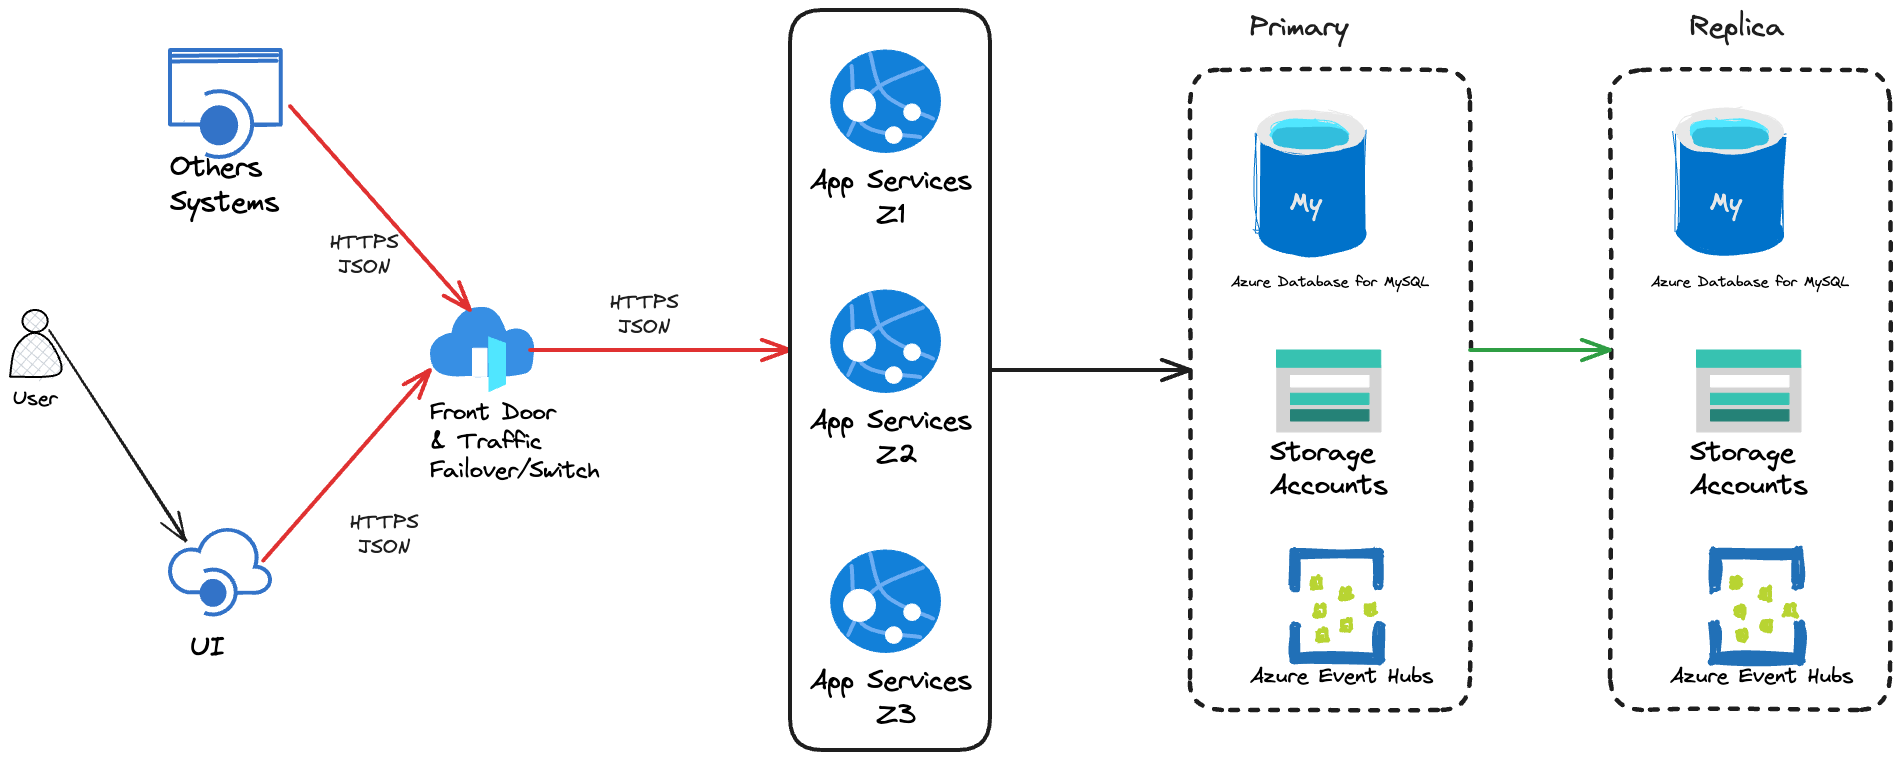 Others
Systems
HTTPS
JSON
User
UI
HTTPS
JSON
Front Door
& Traffic
Failover/Switch
HTTPS
JSON
App Services
Z1
App Services
Z2
App Services
Z3
Primary
My
Azure Database for MySQL
Storage
Accounts
Azure Event Hubs
Replica
My
Azure Database for MySQL
Storage
Accounts
Azure Event Hubs